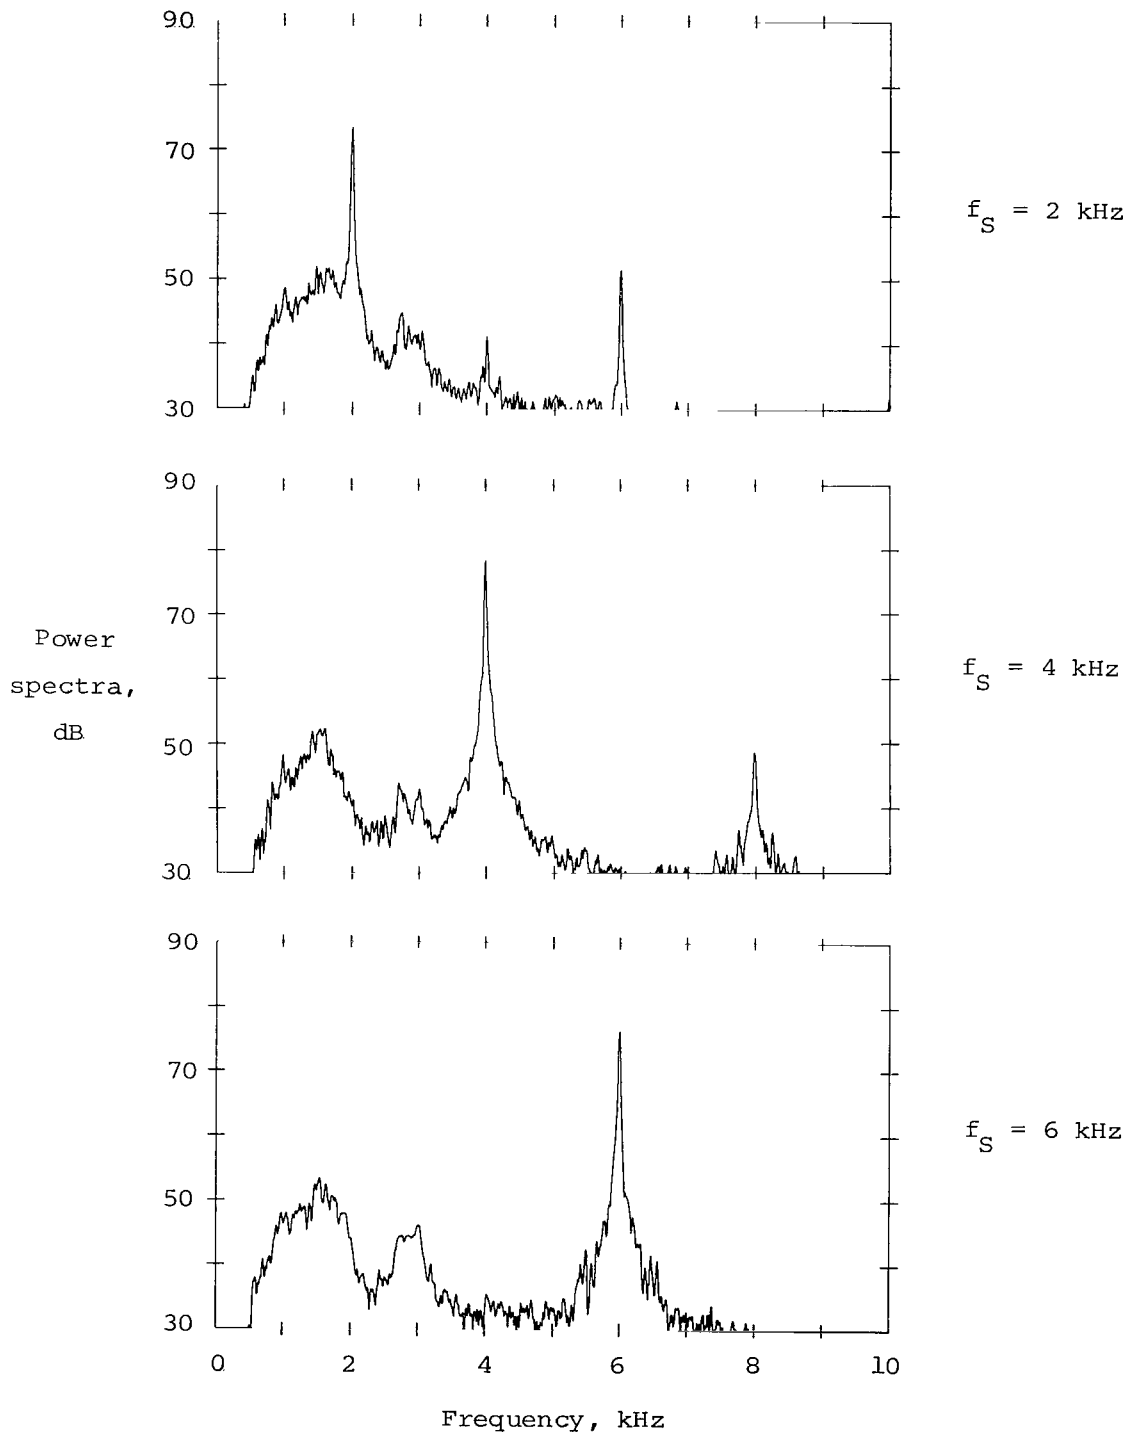 90
70
50
30
f_S = 2 kHz
90
70
50
30
Power
spectra,
dB
f_S = 4 kHz
90
70
50
30
f_S = 6 kHz
0 2 4 6 8 10
Frequency, kHz